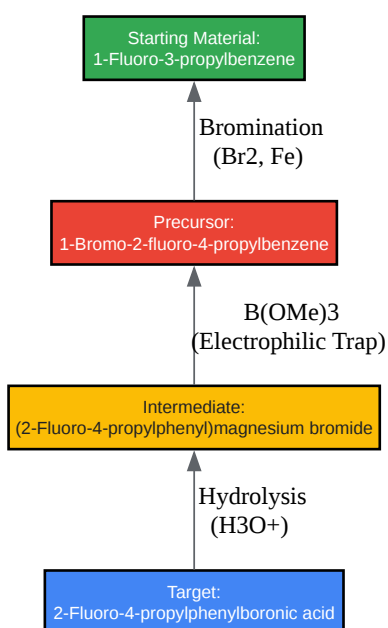 Starting Material:
1-Fluoro-3-propylbenzene
Bromination
(Br2, Fe)
Precursor:
1-Bromo-2-fluoro-4-propylbenzene
B(OMe)3
(Electrophilic Trap)
Intermediate:
(2-Fluoro-4-propylphenyl)magnesium bromide
Hydrolysis
(H3O+)
Target:
2-Fluoro-4-propylphenylboronic acid